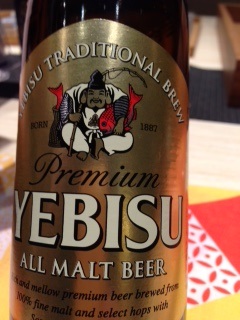 YEBISU TRADITIONAL BREW
BORN 1887
Premium
YEBISU
ALL MALT BEER
and mellow premium beer brewed from
100% fine malt and select hops with